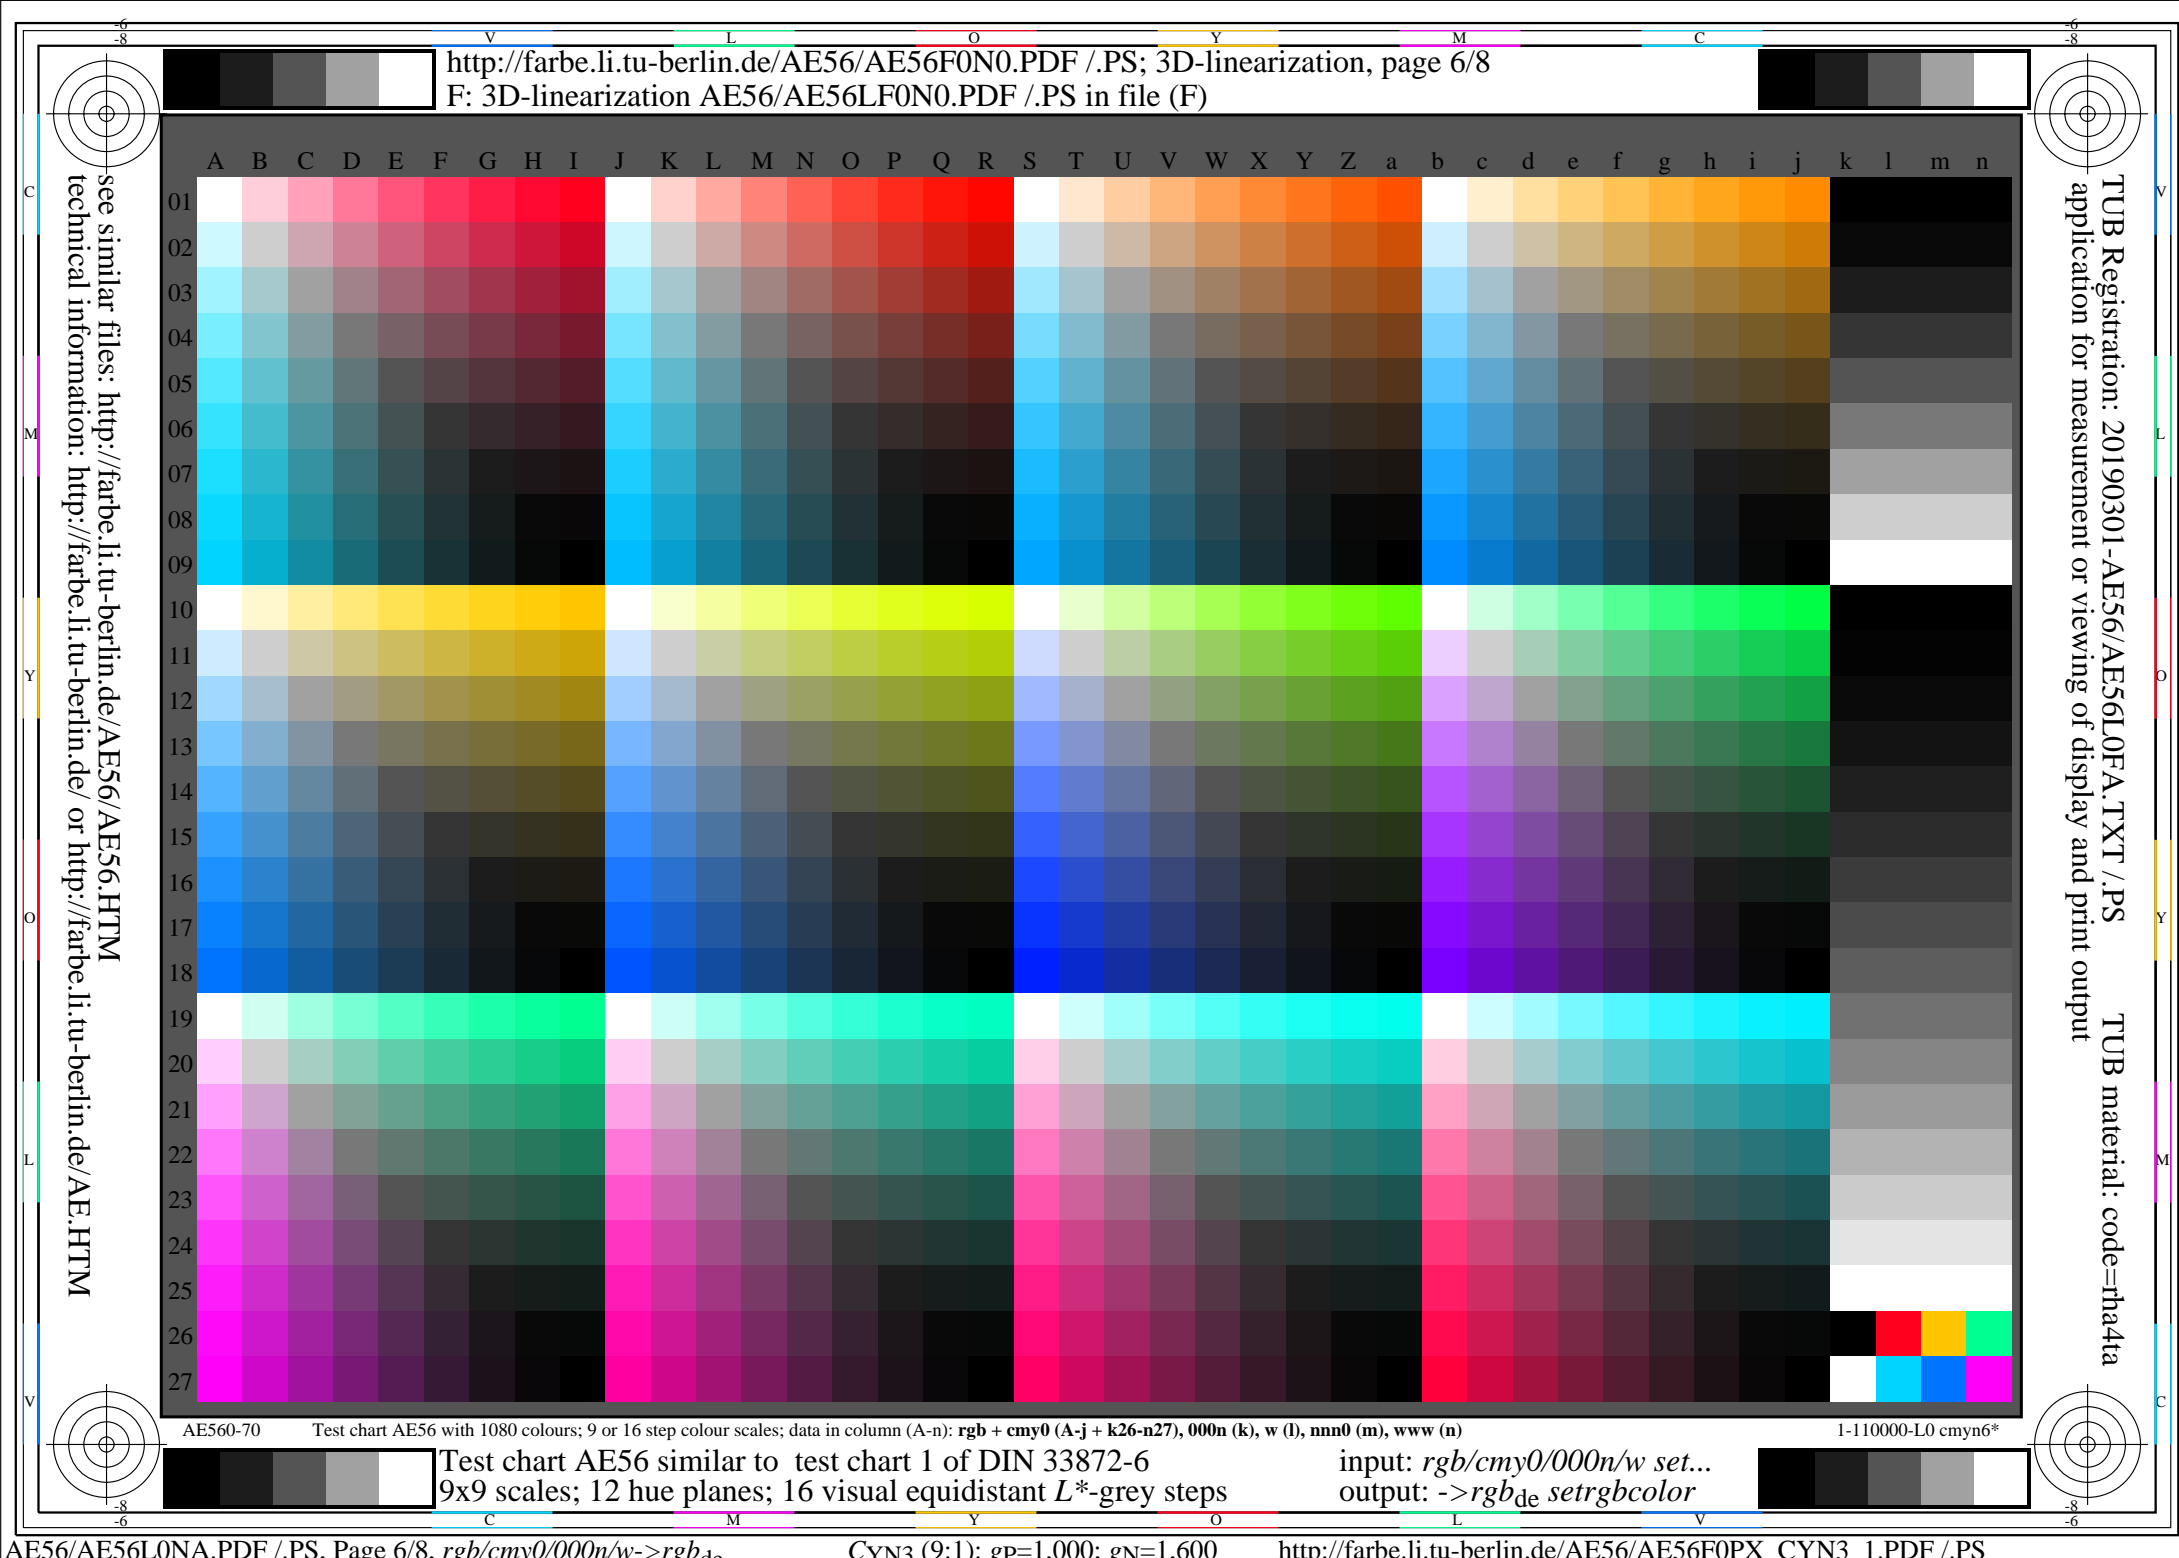 -6
-8
-6
-8
V L O Y M C
http://farbe.li.tu-berlin.de/AE56/AE56F0N0.PDF /.PS; 3D-linearization, page 6/8
F: 3D-linearization AE56/AE56LF0N0.PDF /.PS in file (F)
A B C D E F G H I J K L M N O P Q R S T U V W X Y Z a b c d e f g h i j k l m n
01
02
03
04
05
06
07
08
09
10
11
12
13
14
15
16
17
18
19
20
21
22
23
24
25
26
27
C
M
Y
O
L
V
see similar files: http://farbe.li.tu-berlin.de/AE56/AE56.HTM
technical information: http://farbe.li.tu-berlin.de/ or http://farbe.li.tu-berlin.de/AE.HTM
TUB Registration: 20190301-AE56/AE56L0FA.TXT /.PS TUB material: code=rha4ta
application for measurement or viewing of display and print output
V
L
O
Y
M
C
AE560-70 Test chart AE56 with 1080 colours; 9 or 16 step colour scales; data in column (A-n): rgb + cmy0 (A-j + k26-n27), 000n (k), w (l), nnn0 (m), www (n) 1-110000-L0 cmyn6*
Test chart AE56 similar to test chart 1 of DIN 33872-6 input: rgb/cmy0/000n/w set...
9x9 scales; 12 hue planes; 16 visual equidistant L*-grey steps output: ->rgbde setrgbcolor
-8
-6
-8
-6
C M Y O L V
AE56/AE56L0NA.PDF /.PS, Page 6/8, rgb/cmy0/000n/w->rgbde CYN3 (9:1): gP=1.000; gN=1.600 http://farbe.li.tu-berlin.de/AE56/AE56F0PX_CYN3_1.PDF /.PS